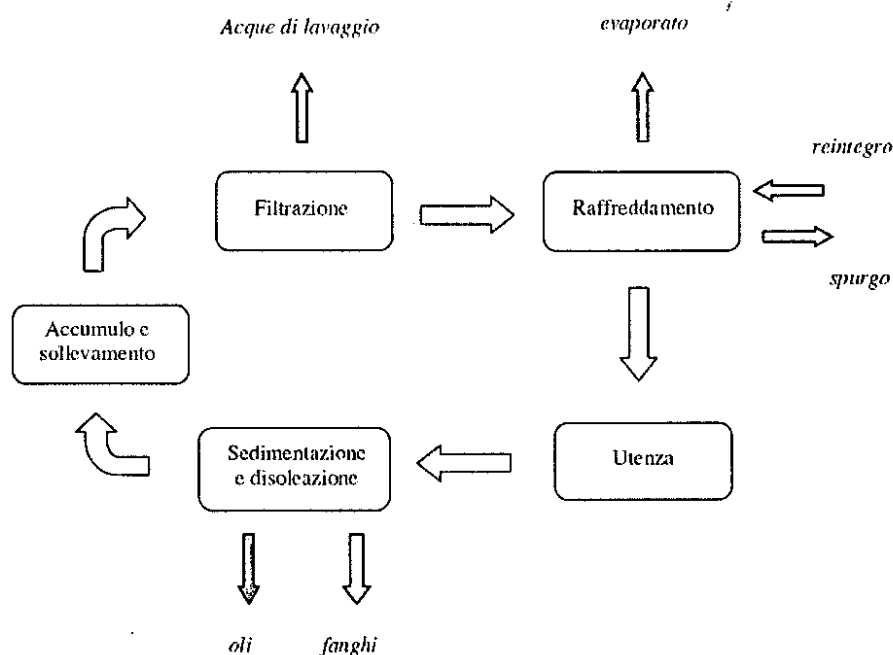 Acque di lavaggio
evaporato
reintegro
Filtrazione
Raffreddamento
spurgo
Accumulo e
sollevamento
Sedimentazione
e disoleazione
Utenza
oli
fanghi